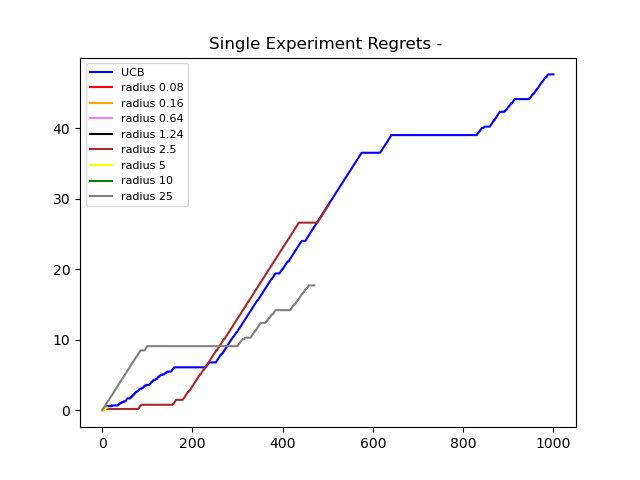 Single Experiment Regrets -
UCB
radius 0.08
radius 0.16
radius 0.64
radius 1.24
radius 2.5
radius 5
radius 10
radius 25
40
30
20
10
0
0 200 400 600 800 1000